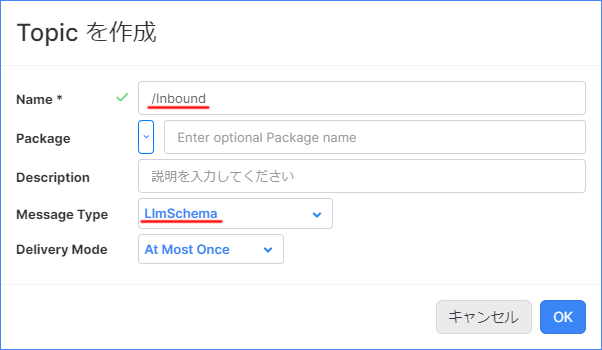 Topic を作成
Name * /Inbound
Package Enter optional Package name
Description 説明を入力してください
Message Type LlmSchema
Delivery Mode At Most Once
キャンセル OK